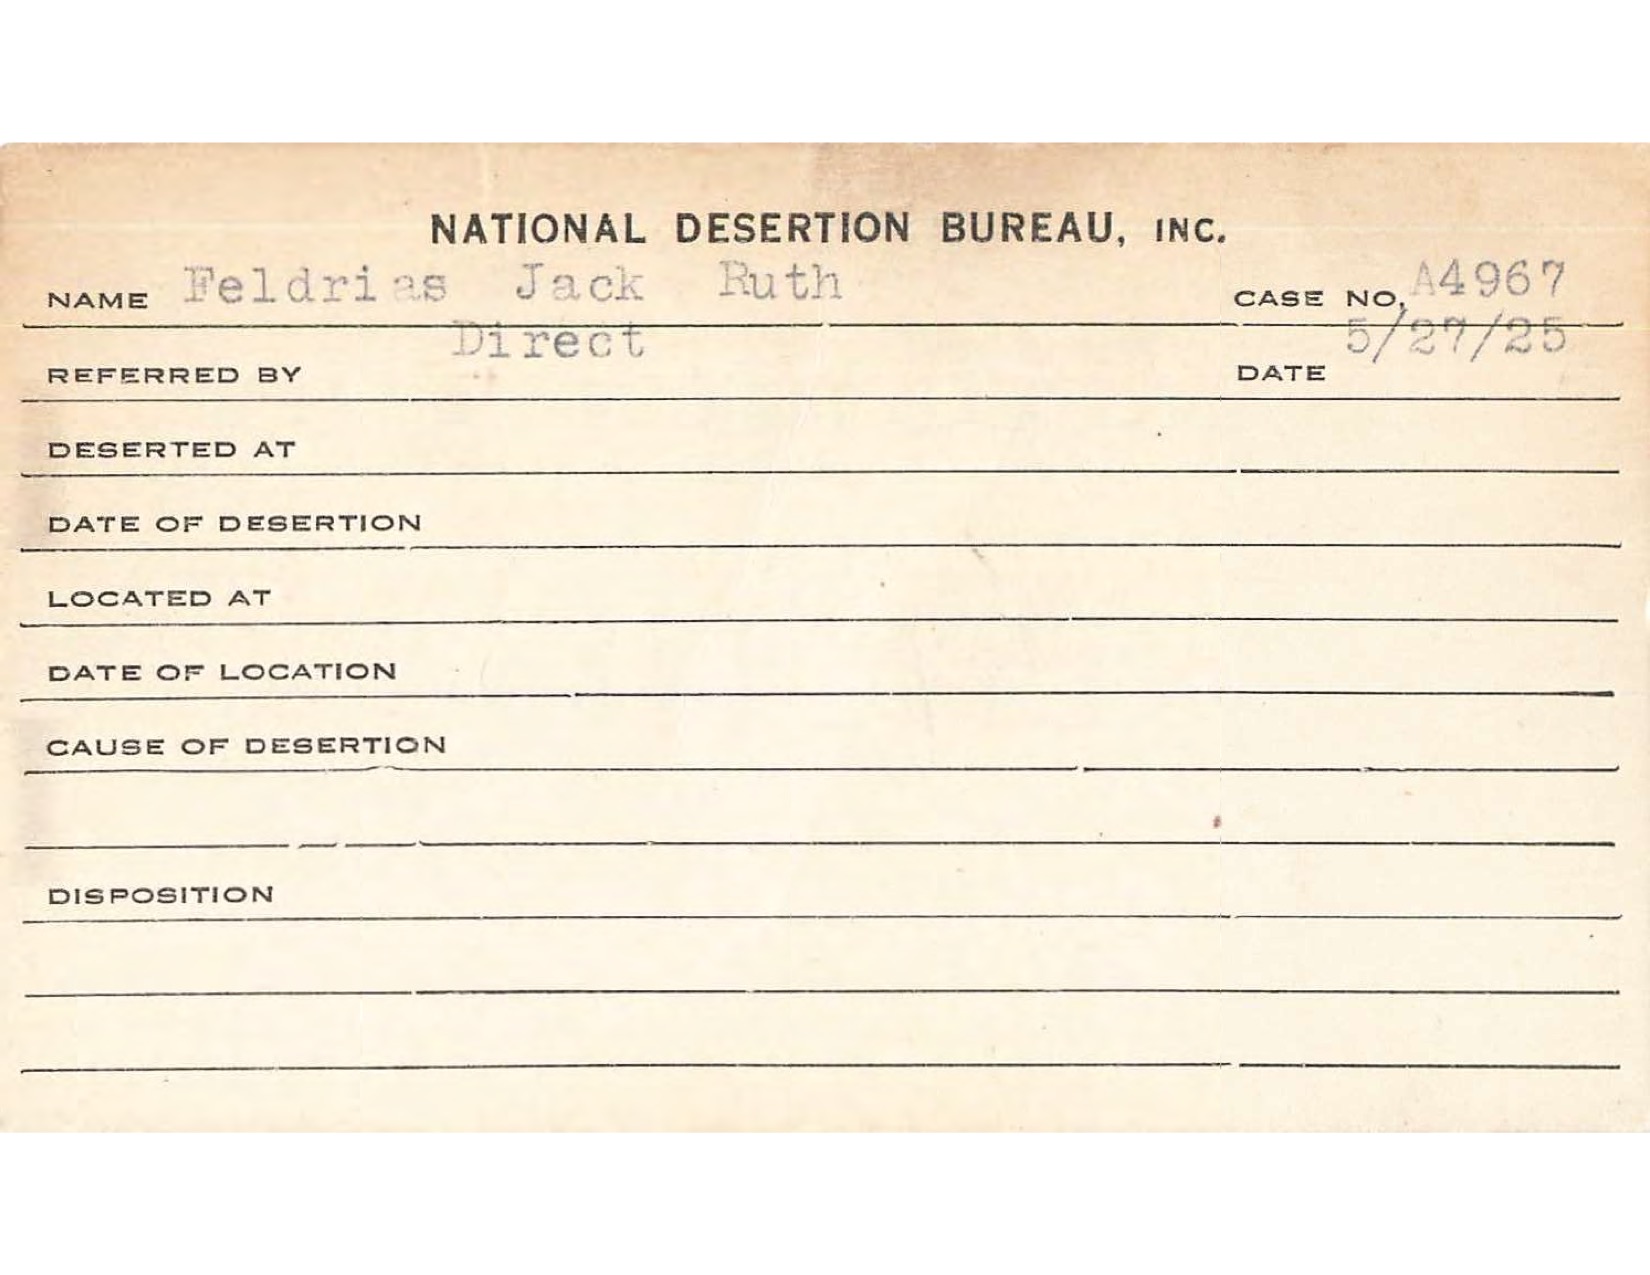 NATIONAL DESERTION BUREAU, INC.
NAME Feldrias Jack Ruth CASE NO. A4967
REFERRED BY Direct DATE 5/27/25
DESERTED AT
DATE OF DESERTION
LOCATED AT
DATE OF LOCATION
CAUSE OF DESERTION
DISPOSITION